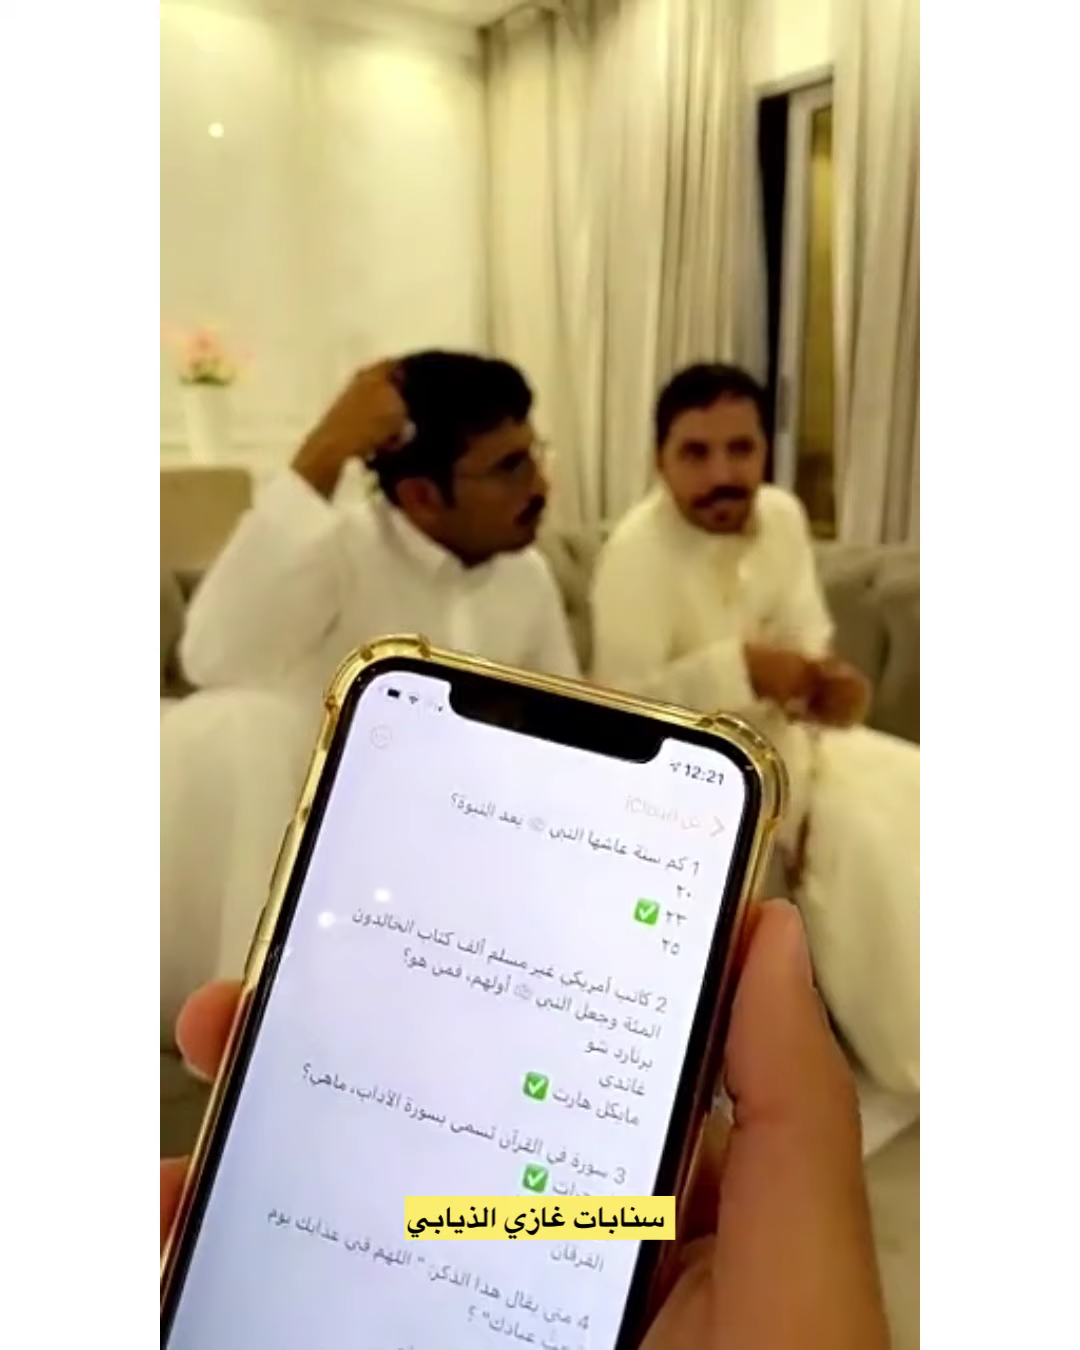 12:21
iCloud
1 كم سنة عاشها النبي ﷺ بعد النبوة؟
٢٠
٢٣ ✅
٢٥
2 كاتب أمريكي غير مسلم ألف كتاب الخالدون
المئة وجعل النبي ﷺ أولهم، فمن هو؟
برنارد شو
غاندي
مايكل هارت ✅
3 سورة في القرآن تسمى بسورة الآداب، ماهي؟
✅
سنابات غازي الذيابي
الفرقان
4 متى يقال هذا الذكر: " اللهم قني عذابك يوم
عبادك" ؟